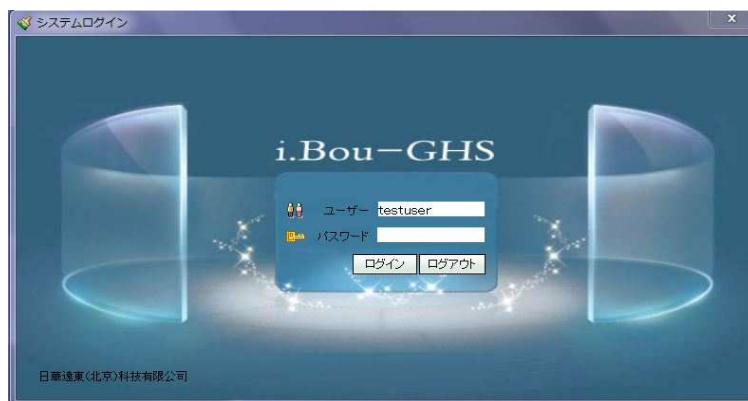 システムログイン
i.Bou-GHS
ユーザー testuser
パスワード
ログイン ログアウト
日華遠東(北京)科技有限公司